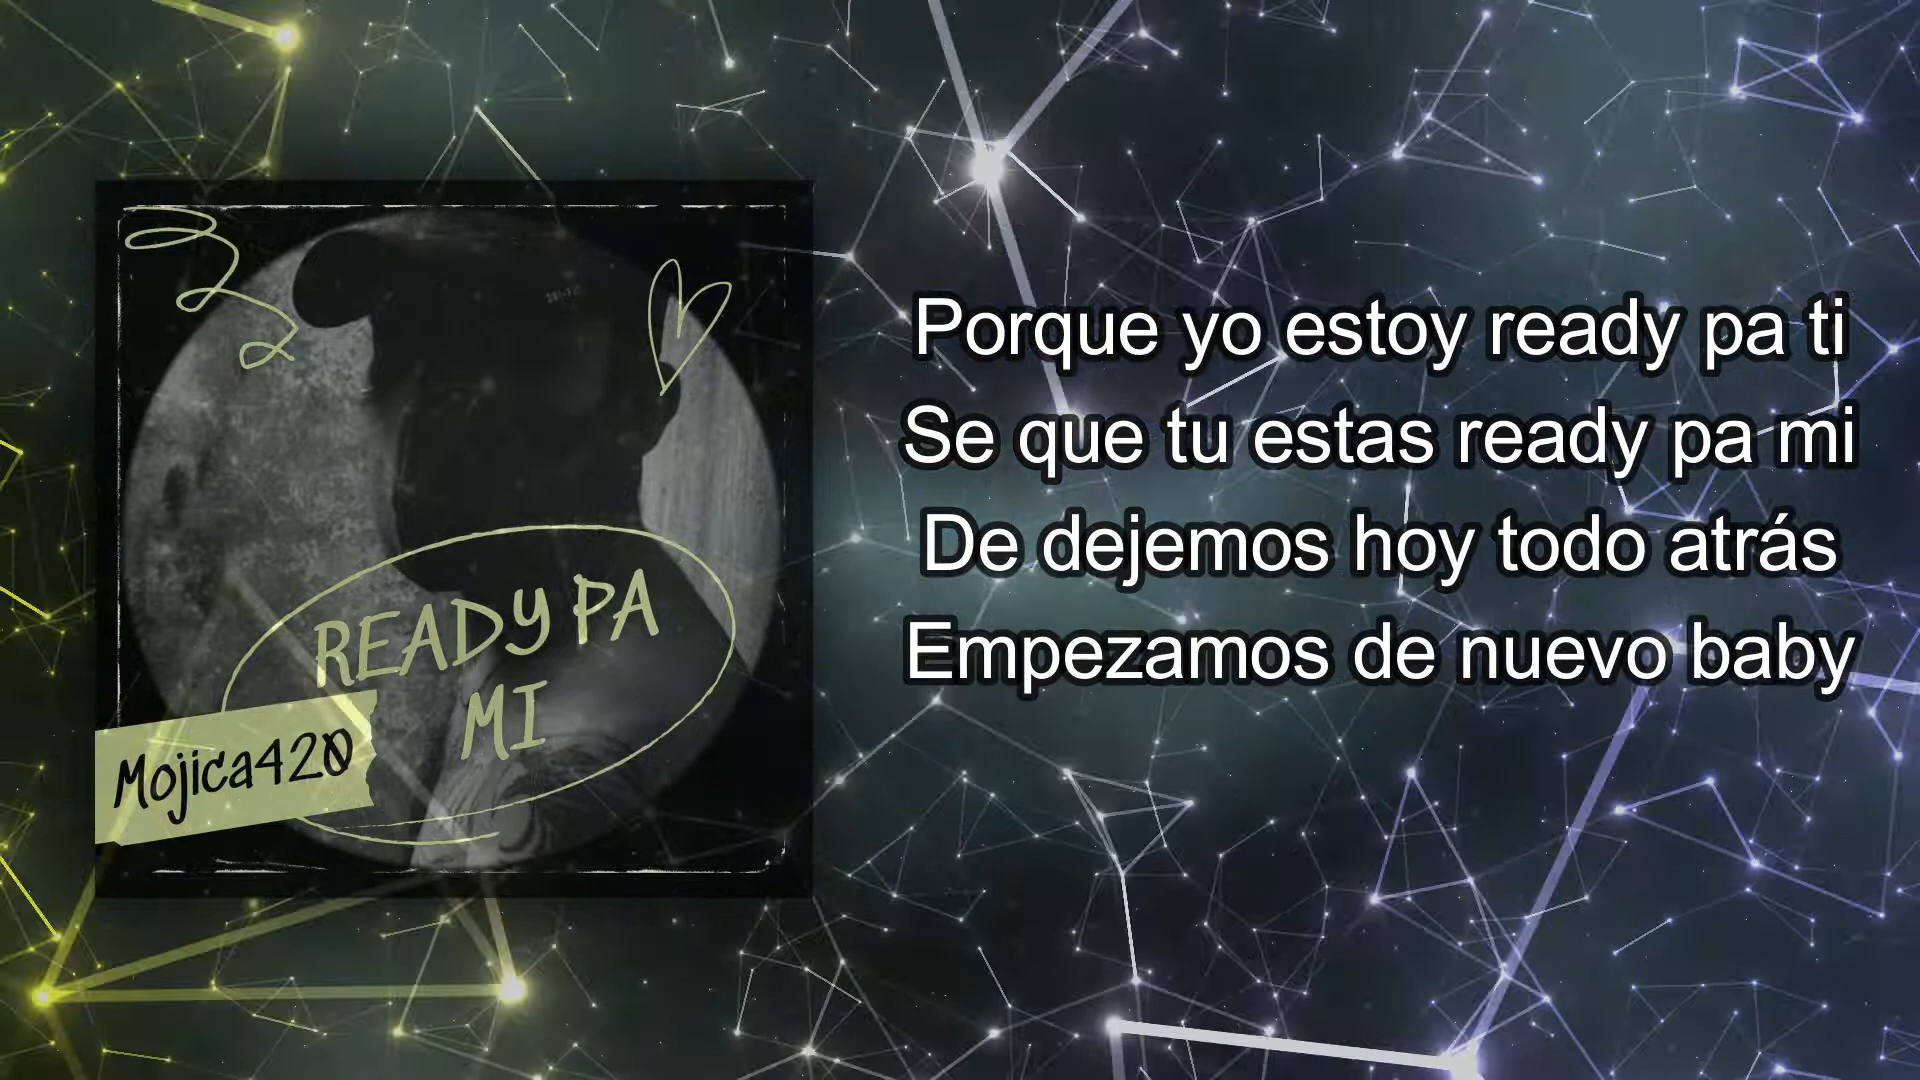 READY PA
MI
Mojica420
Porque yo estoy ready pa ti
Se que tu estas ready pa mi
De dejemos hoy todo atrás
Empezamos de nuevo baby